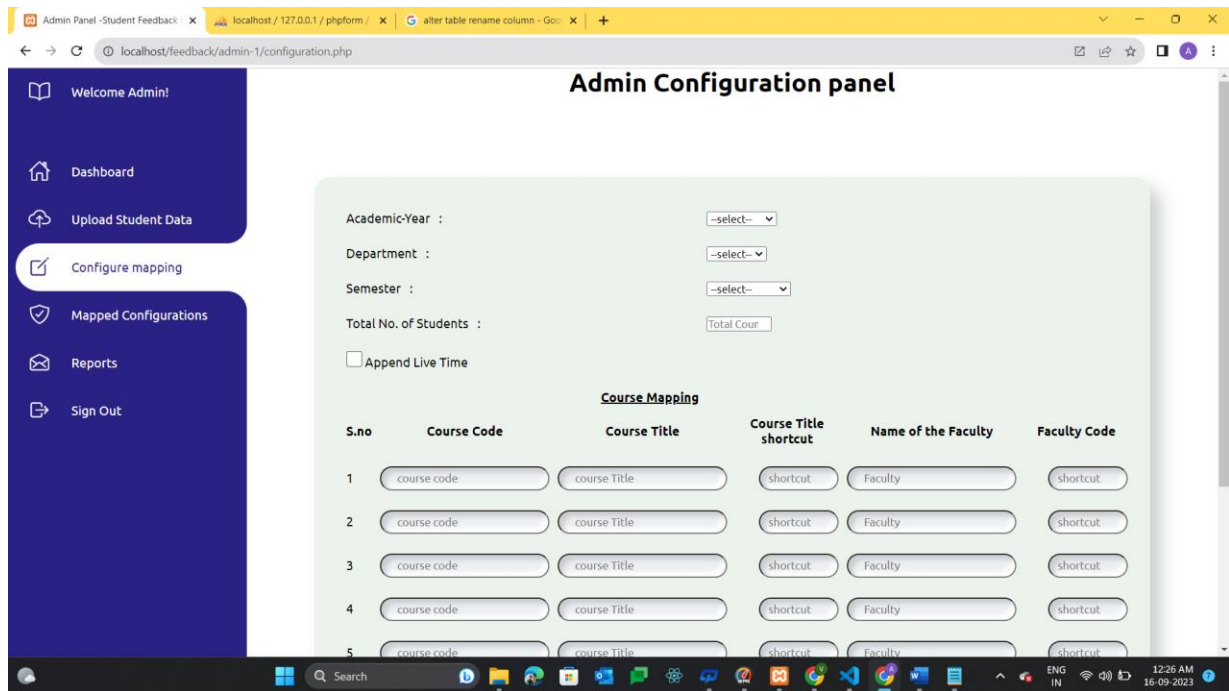 Admin Panel -Student Feedback
localhost / 127.0.0.1 / phpform /
alter table rename column - Goo
localhost/feedback/admin-1/configuration.php
A
Welcome Admin!
Dashboard
Upload Student Data
Configure mapping
Mapped Configurations
Reports
Sign Out
Admin Configuration panel
Academic-Year : --select--
Department : --select--
Semester : --select--
Total No. of Students : Total Cour
Append Live Time
Course Mapping
S.no Course Code Course Title Course Title shortcut Name of the Faculty Faculty Code
1 course code course Title shortcut Faculty shortcut
2 course code course Title shortcut Faculty shortcut
3 course code course Title shortcut Faculty shortcut
4 course code course Title shortcut Faculty shortcut
5 course code course Title shortcut Faculty shortcut
Search
ENG IN
12:26 AM
16-09-2023